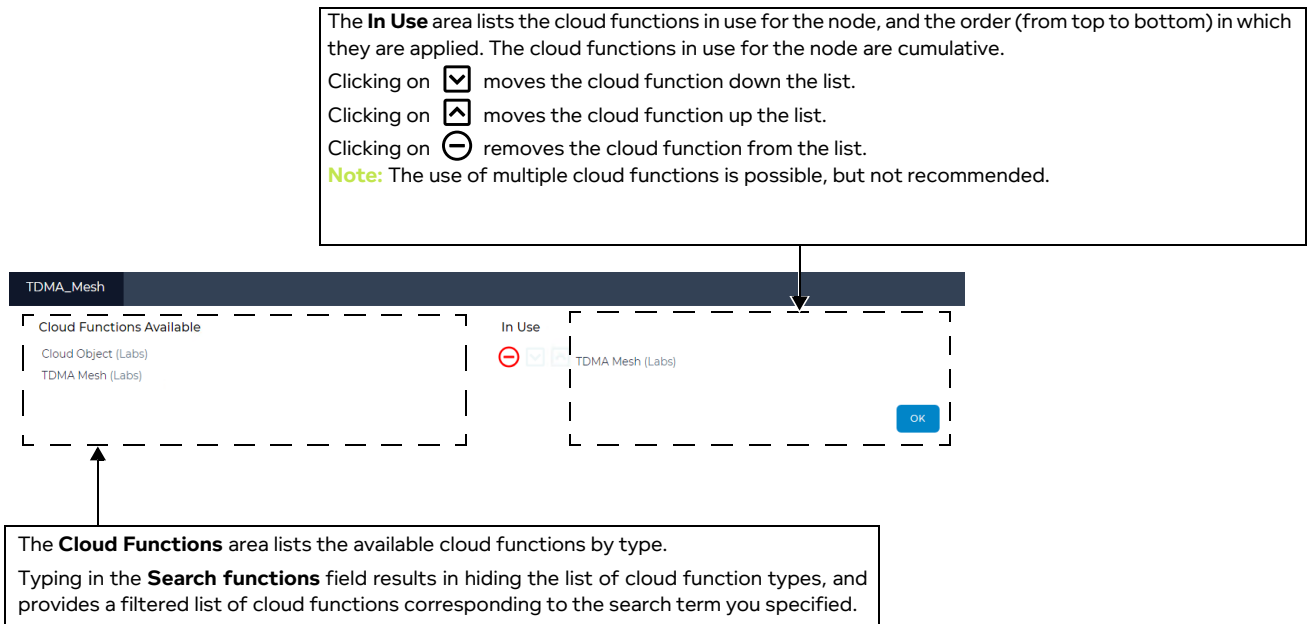 The In Use area lists the cloud functions in use for the node, and the order (from top to bottom) in which
they are applied. The cloud functions in use for the node are cumulative.
Clicking on moves the cloud function down the list.
Clicking on moves the cloud function up the list.
Clicking on removes the cloud function from the list.
Note: The use of multiple cloud functions is possible, but not recommended.
TDMA_Mesh
Cloud Functions Available
In Use
Cloud Object (Labs)
TDMA Mesh (Labs)
TDMA Mesh (Labs)
OK
The Cloud Functions area lists the available cloud functions by type.
Typing in the Search functions field results in hiding the list of cloud function types, and
provides a filtered list of cloud functions corresponding to the search term you specified.